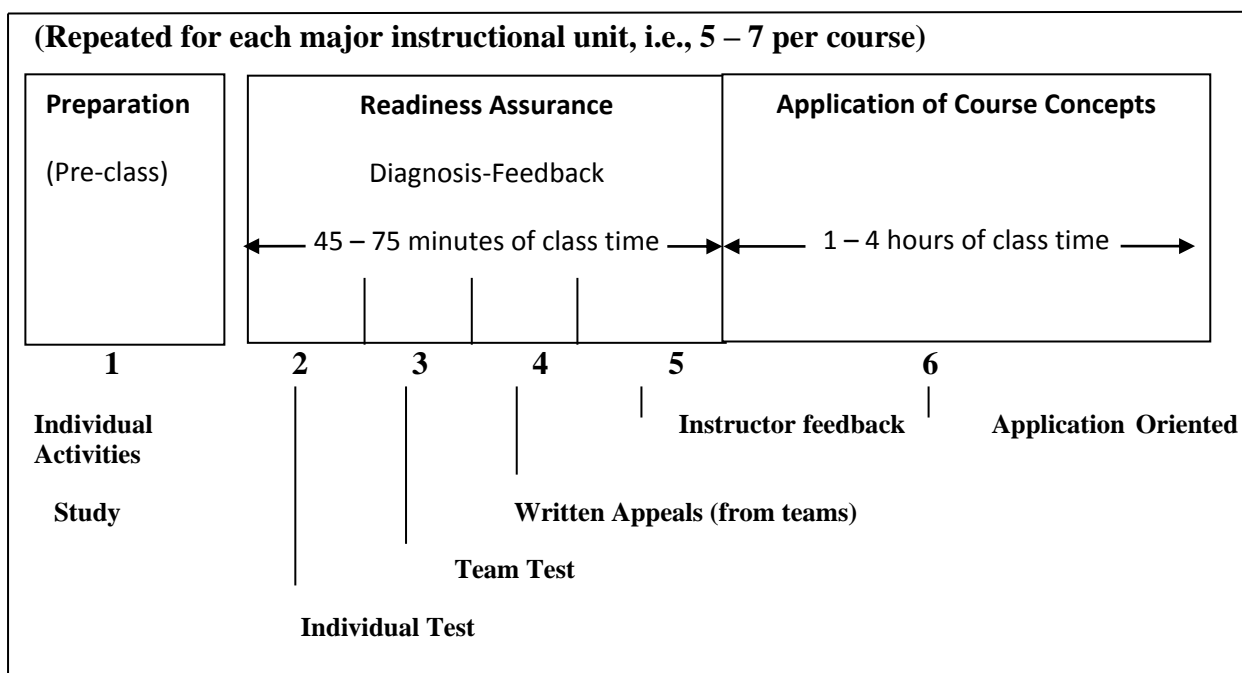 (Repeated for each major instructional unit, i.e., 5 – 7 per course)
Preparation
(Pre-class)
Readiness Assurance
Diagnosis-Feedback
45 – 75 minutes of class time
Application of Course Concepts
1 – 4 hours of class time
1
2
3
4
5
6
Individual
Activities
Study
Instructor feedback
Application Oriented
Written Appeals (from teams)
Team Test
Individual Test